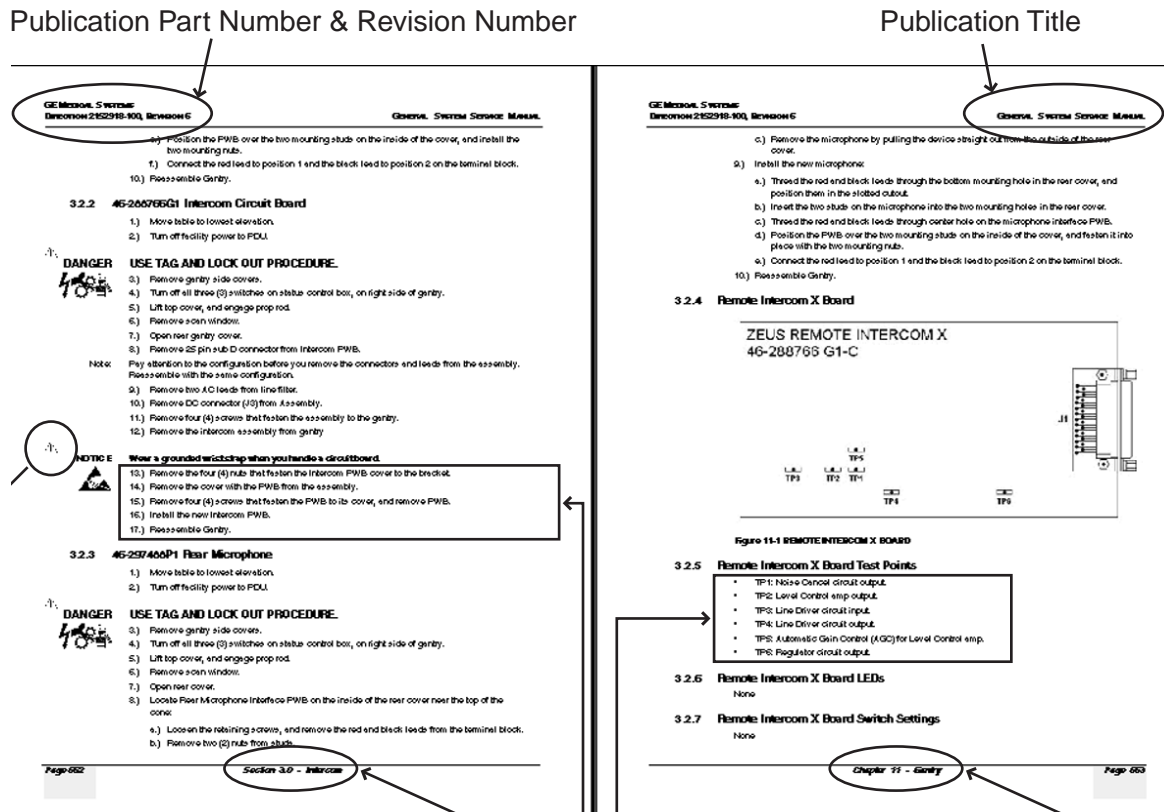 Publication Part Number & Revision Number
Publication Title
GE MEDICAL SYSTEMS
DIRECTION 2152918-100, REVISION 6
GENERAL SYSTEM SERVICE MANUAL
e.) Position the PWB over the two mounting studs on the inside of the cover, and install the
two mounting nuts.
f.) Connect the red lead to position 1 and the black lead to position 2 on the terminal block.
10.) Reassemble Gantry.
3.2.2 46-288766G1 Intercom Circuit Board
1.) Move table to lowest elevation.
2.) Turn off facility power to PDU.
DANGER USE TAG AND LOCK OUT PROCEDURE.
3.) Remove gantry side covers.
4.) Turn off all three (3) switches on status control box, on right side of gantry.
5.) Lift top cover, and engage prop rod.
6.) Remove scan window.
7.) Open rear gantry cover.
8.) Remove 25 pin sub D connector from Intercom PWB.
Note: Pay attention to the configuration before you remove the connectors and leads from the assembly.
Reassemble with the same configuration.
9.) Remove two AC leads from line filter.
10.) Remove DC connector (J3) from Assembly.
11.) Remove four (4) screws that fasten the assembly to the gantry.
12.) Remove the intercom assembly from gantry
NOTICE Wear a grounded wriststrap when you handle a circuit board.
13.) Remove the four (4) nuts that fasten the Intercom PWB cover to the bracket.
14.) Remove the cover with the PWB from the assembly.
15.) Remove four (4) screws that fasten the PWB to its cover, and remove PWB.
16.) Install the new Intercom PWB.
17.) Reassemble Gantry.
3.2.3 46-297488P1 Rear Microphone
1.) Move table to lowest elevation.
2.) Turn off facility power to PDU.
DANGER USE TAG AND LOCK OUT PROCEDURE.
3.) Remove gantry side covers.
4.) Turn off all three (3) switches on status control box, on right side of gantry.
5.) Lift top cover, and engage prop rod.
6.) Remove scan window.
7.) Open rear cover.
8.) Locate Rear Microphone Interface PWB on the inside of the rear cover near the top of the
cone:
a.) Loosen the retaining screws, and remove the red and black leads from the terminal block.
b.) Remove two (2) nuts from studs.
Page 662
Section 3.0 - Intercom
GE MEDICAL SYSTEMS
DIRECTION 2152918-100, REVISION 6
GENERAL SYSTEM SERVICE MANUAL
c.) Remove the microphone by pulling the device straight out from the outside of the rear
cover.
9.) Install the new microphone:
a.) Thread the red and black leads through the bottom mounting hole in the rear cover, and
position them in the slotted cutout.
b.) Insert the two studs on the microphone into the two mounting holes in the rear cover.
c.) Thread the red and black leads through center hole on the microphone interface PWB.
d.) Position the PWB over the two mounting studs on the inside of the cover, and fasten it into
place with the two mounting nuts.
e.) Connect the red lead to position 1 and the black lead to position 2 on the terminal block.
10.) Reassemble Gantry.
3.2.4 Remote Intercom X Board
ZEUS REMOTE INTERCOM X
46-288766 G1-C
J1
TP5
TP3 TP2 TP1
TP4 TP6
Figure 11-1 REMOTE INTERCOM X BOARD
3.2.5 Remote Intercom X Board Test Points
• TP1: Noise Cancel circuit output.
• TP2: Level Control amp output.
• TP3: Line Driver circuit input.
• TP4: Line Driver circuit output.
• TP5: Automatic Gain Control (AGC) for Level Control amp.
• TP6: Regulator circuit output.
3.2.6 Remote Intercom X Board LEDs
None
3.2.7 Remote Intercom X Board Switch Settings
None
Chapter 11 - Gantry
Page 663